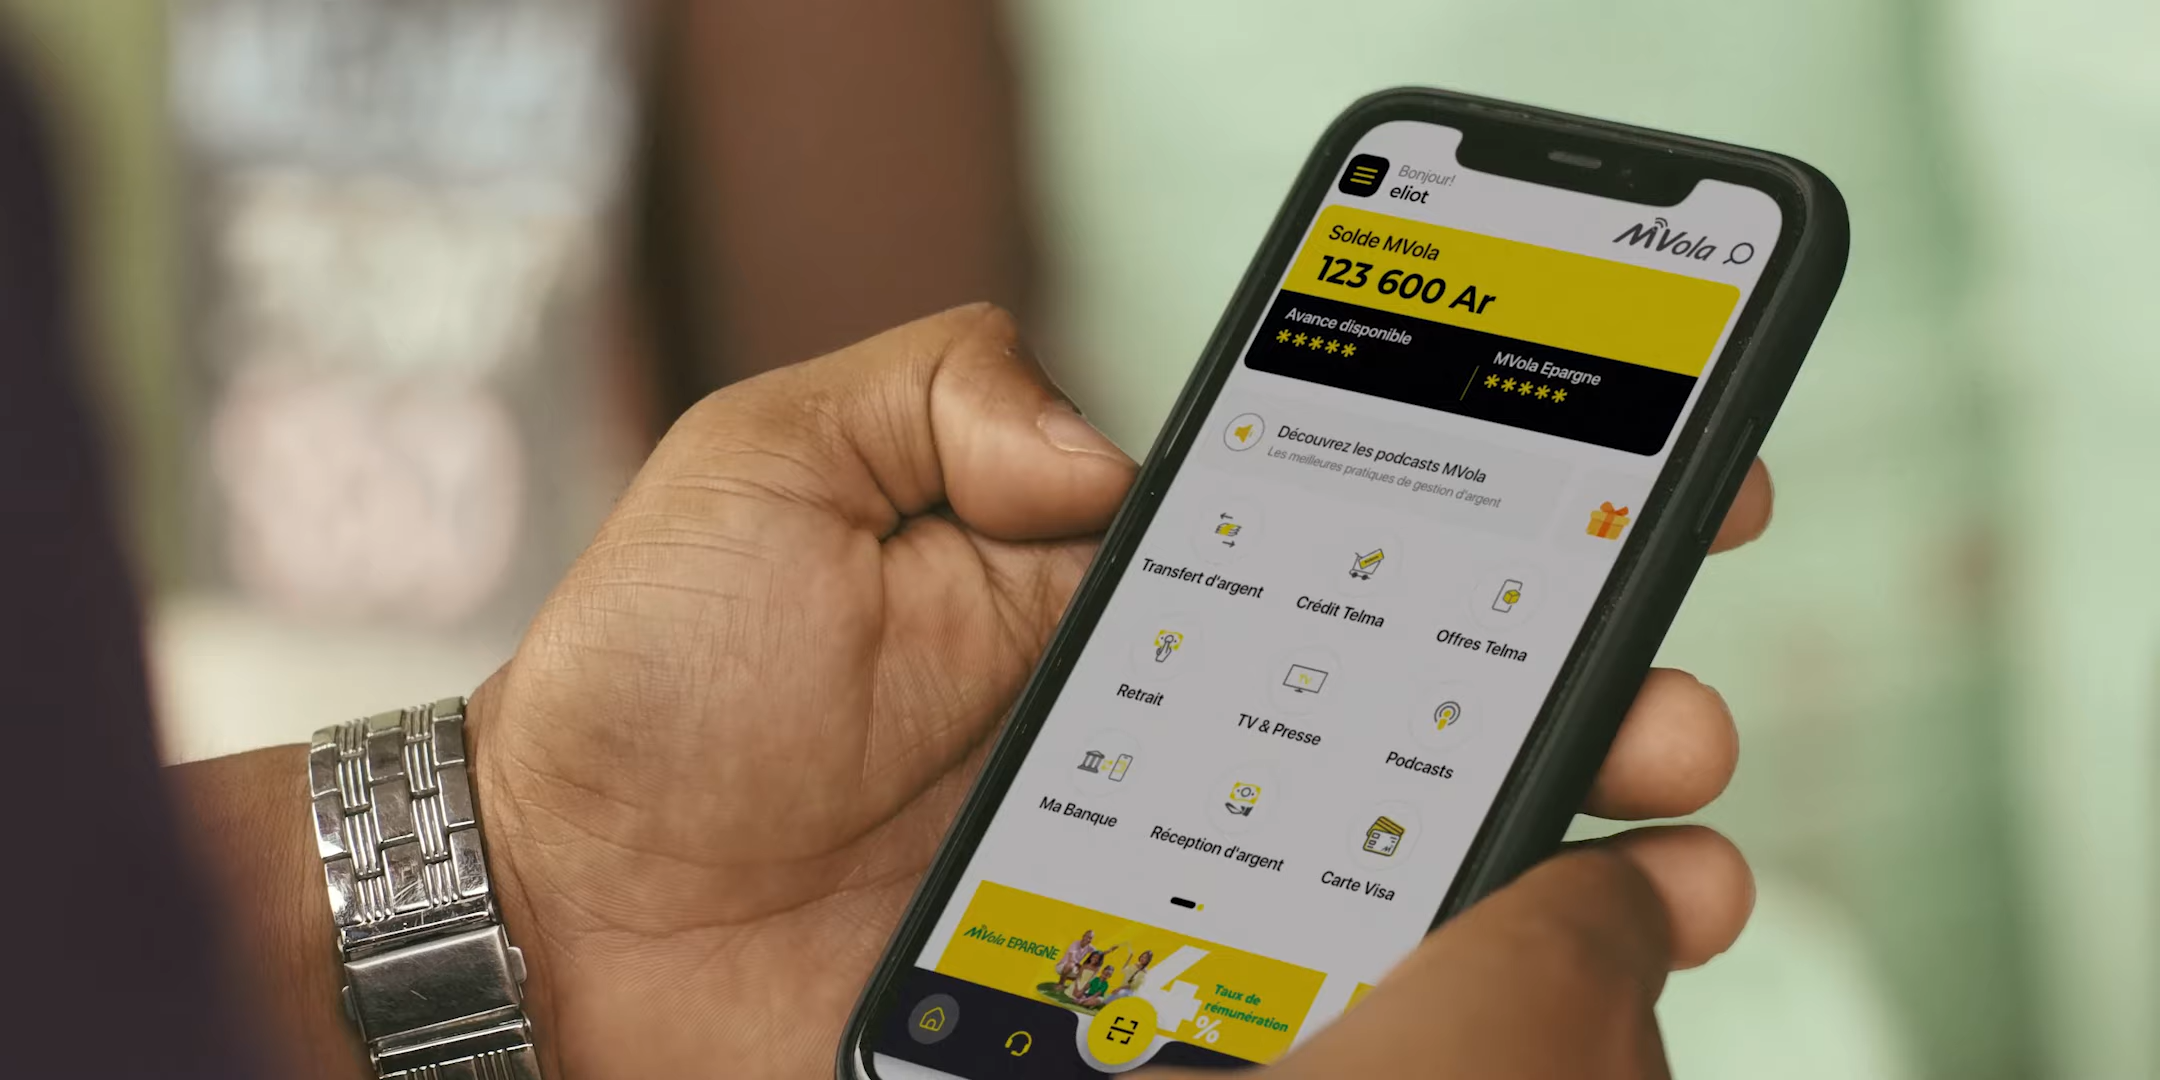 Bonjour!
eliot
MVola
Solde MVola
123 600 Ar
Avance disponible
*****
MVola Epargne
*****
Découvrez les podcasts MVola
Les meilleures pratiques de gestion d'argent
Transfert d'argent
Crédit Telma
Offres Telma
Retrait
TV
TV & Presse
Podcasts
Ma Banque
Réception d'argent
Carte Visa
MVola EPARGNE
4%
Taux de
rémunération